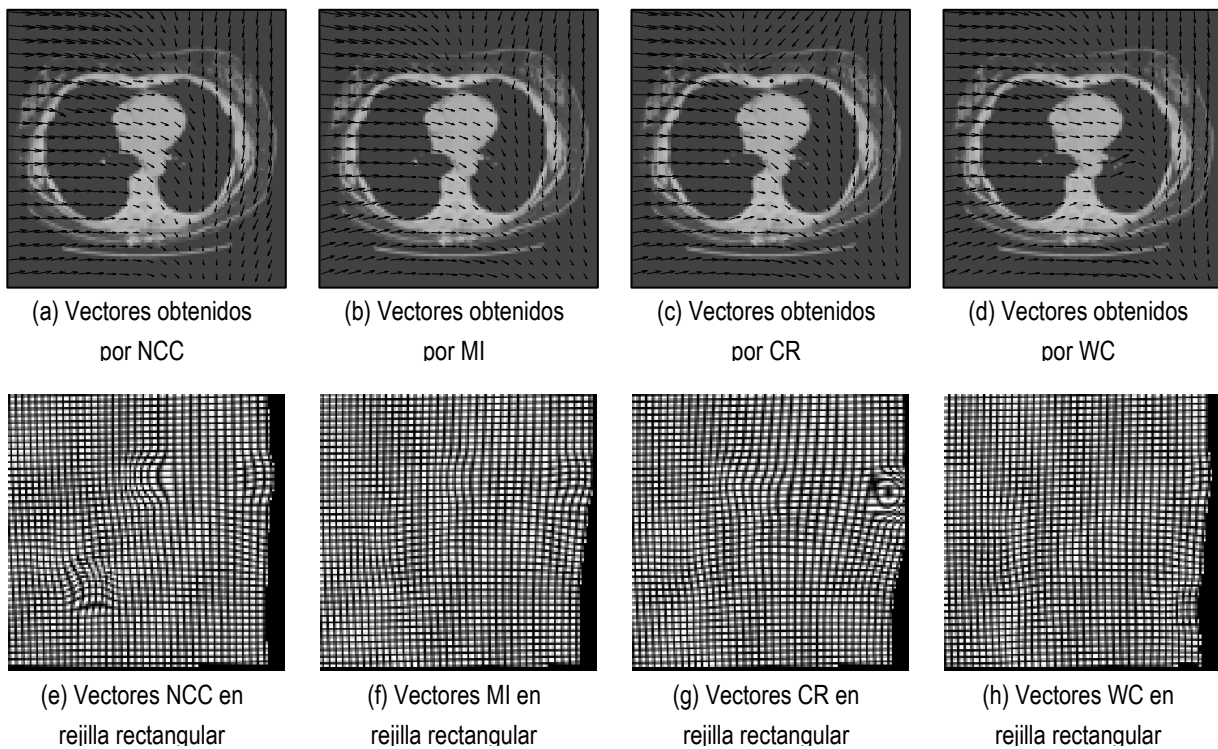 (a) Vectores obtenidos
por NCC
(b) Vectores obtenidos
por MI
(c) Vectores obtenidos
por CR
(d) Vectores obtenidos
por WC
(e) Vectores NCC en
rejilla rectangular
(f) Vectores MI en
rejilla rectangular
(g) Vectores CR en
rejilla rectangular
(h) Vectores WC en
rejilla rectangular